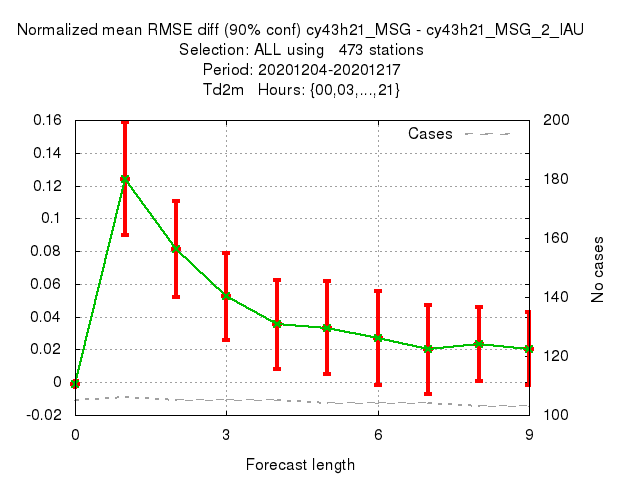 Normalized mean RMSE diff (90% conf) cy43h21_MSG - cy43h21_MSG_2_IAU
Selection: ALL using   473 stations
Period: 20201204-20201217
Td2m   Hours: {00,03,...,21}
Cases
0.16
0.14
0.12
0.1
0.08
0.06
0.04
0.02
0
-0.02
200
180
160
140
120
100
No cases
0 3 6 9
Forecast length